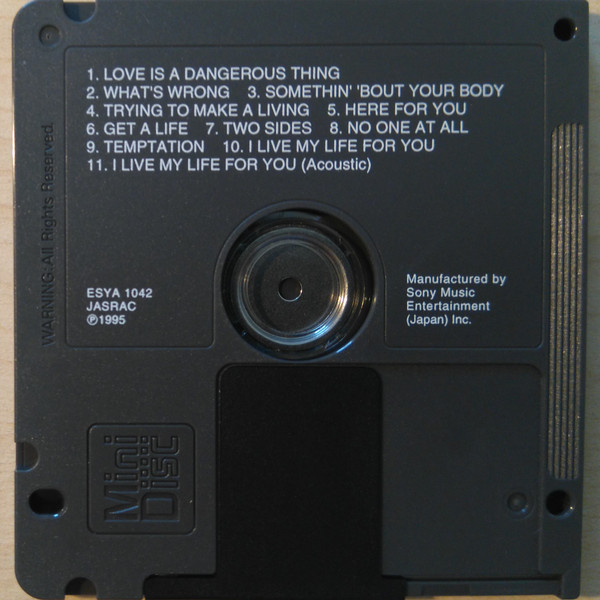 1. LOVE IS A DANGEROUS THING
2. WHAT'S WRONG 3. SOMETHIN' 'BOUT YOUR BODY
4. TRYING TO MAKE A LIVING 5. HERE FOR YOU
6. GET A LIFE 7. TWO SIDES 8. NO ONE AT ALL
9. TEMPTATION 10. I LIVE MY LIFE FOR YOU
11. I LIVE MY LIFE FOR YOU (Acoustic)
WARNING: All Rights Reserved.
ESYA 1042
JASRAC
℗1995
Manufactured by
Sony Music
Entertainment
(Japan) Inc.
Mini
Disc